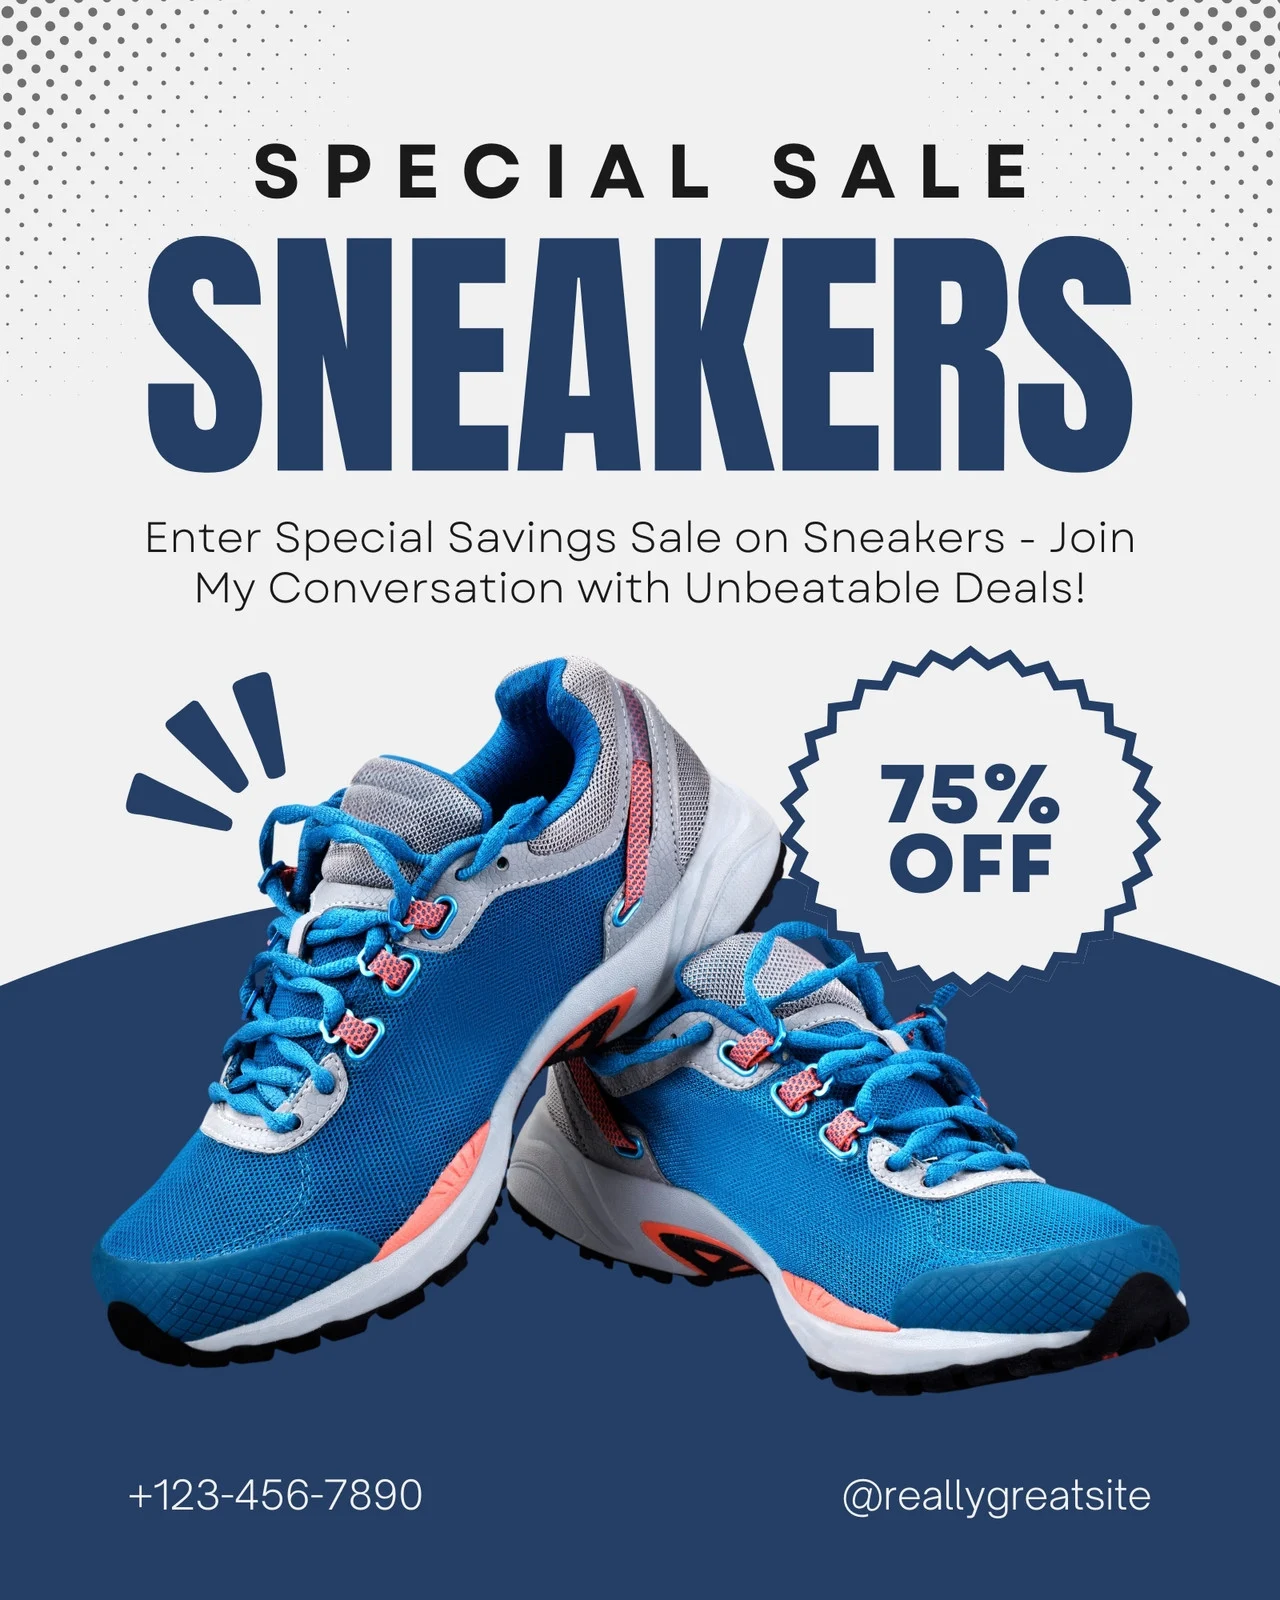 SPECIAL SALE
SNEAKERS
Enter Special Savings Sale on Sneakers - Join
My Conversation with Unbeatable Deals!
75%
OFF
+123-456-7890
@reallygreatsite